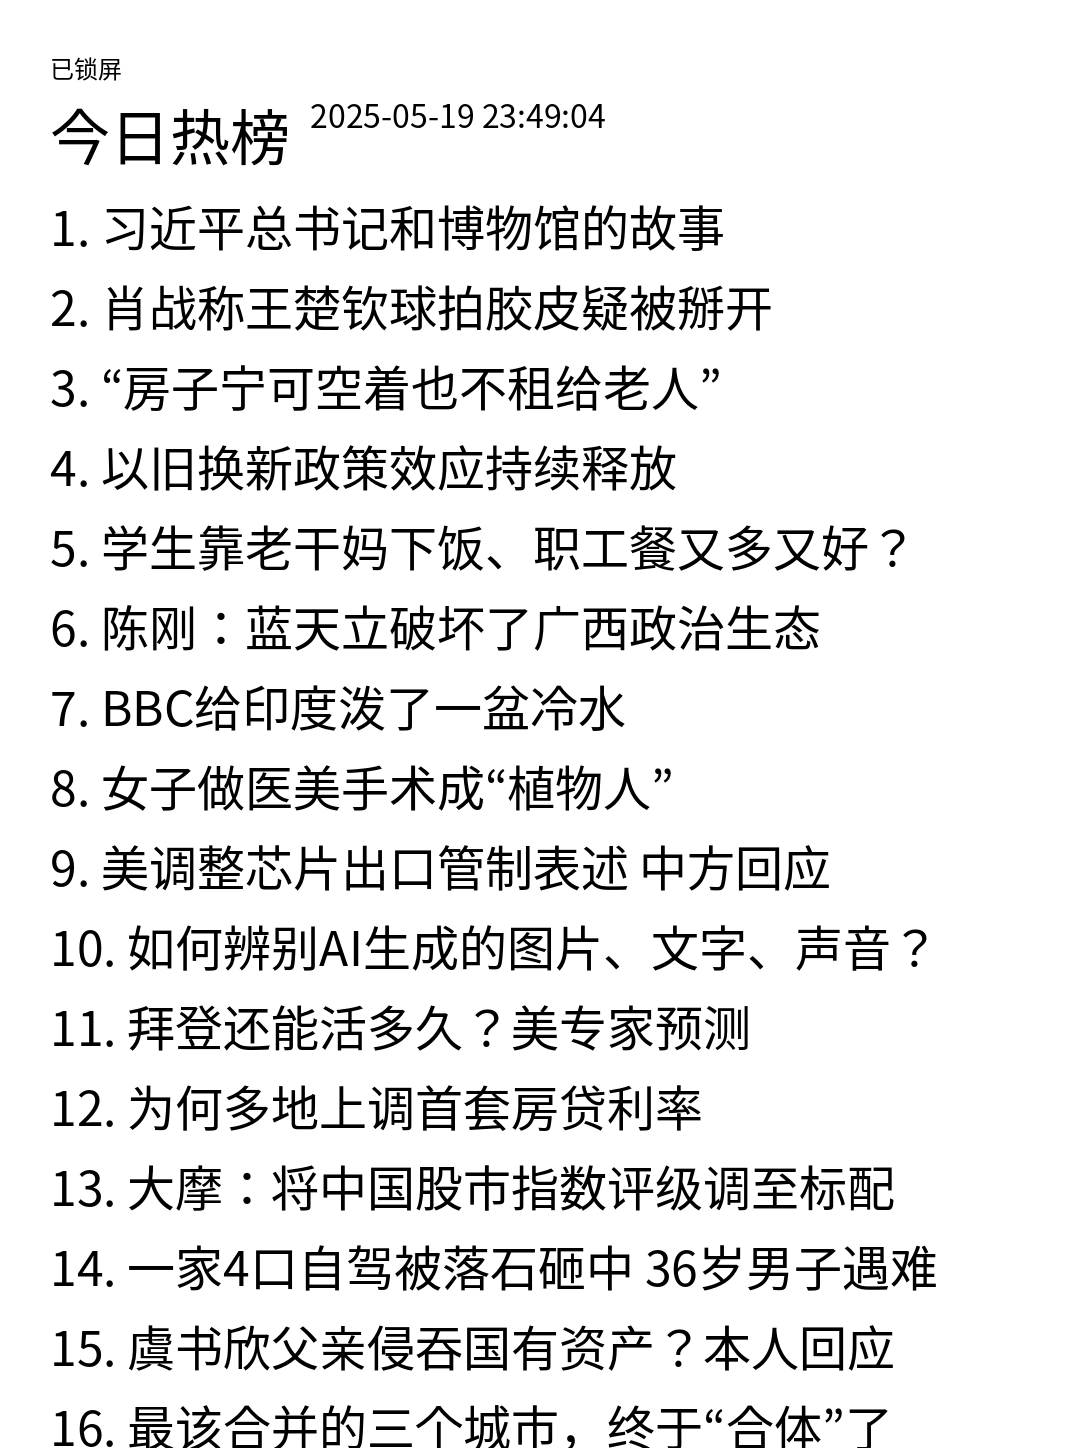 已锁屏
今日热榜 2025-05-19 23:49:04
1. 习近平总书记和博物馆的故事
2. 肖战称王楚钦球拍胶皮疑被掰开
3. “房子宁可空着也不租给老人”
4. 以旧换新政策效应持续释放
5. 学生靠老干妈下饭、职工餐又多又好？
6. 陈刚：蓝天立破坏了广西政治生态
7. BBC给印度泼了一盆冷水
8. 女子做医美手术成“植物人”
9. 美调整芯片出口管制表述 中方回应
10. 如何辨别AI生成的图片、文字、声音？
11. 拜登还能活多久？美专家预测
12. 为何多地上调首套房贷利率
13. 大摩：将中国股市指数评级调至标配
14. 一家4口自驾被落石砸中 36岁男子遇难
15. 虞书欣父亲侵吞国有资产？本人回应
16. 最该合并的三个城市，终于“合体”了